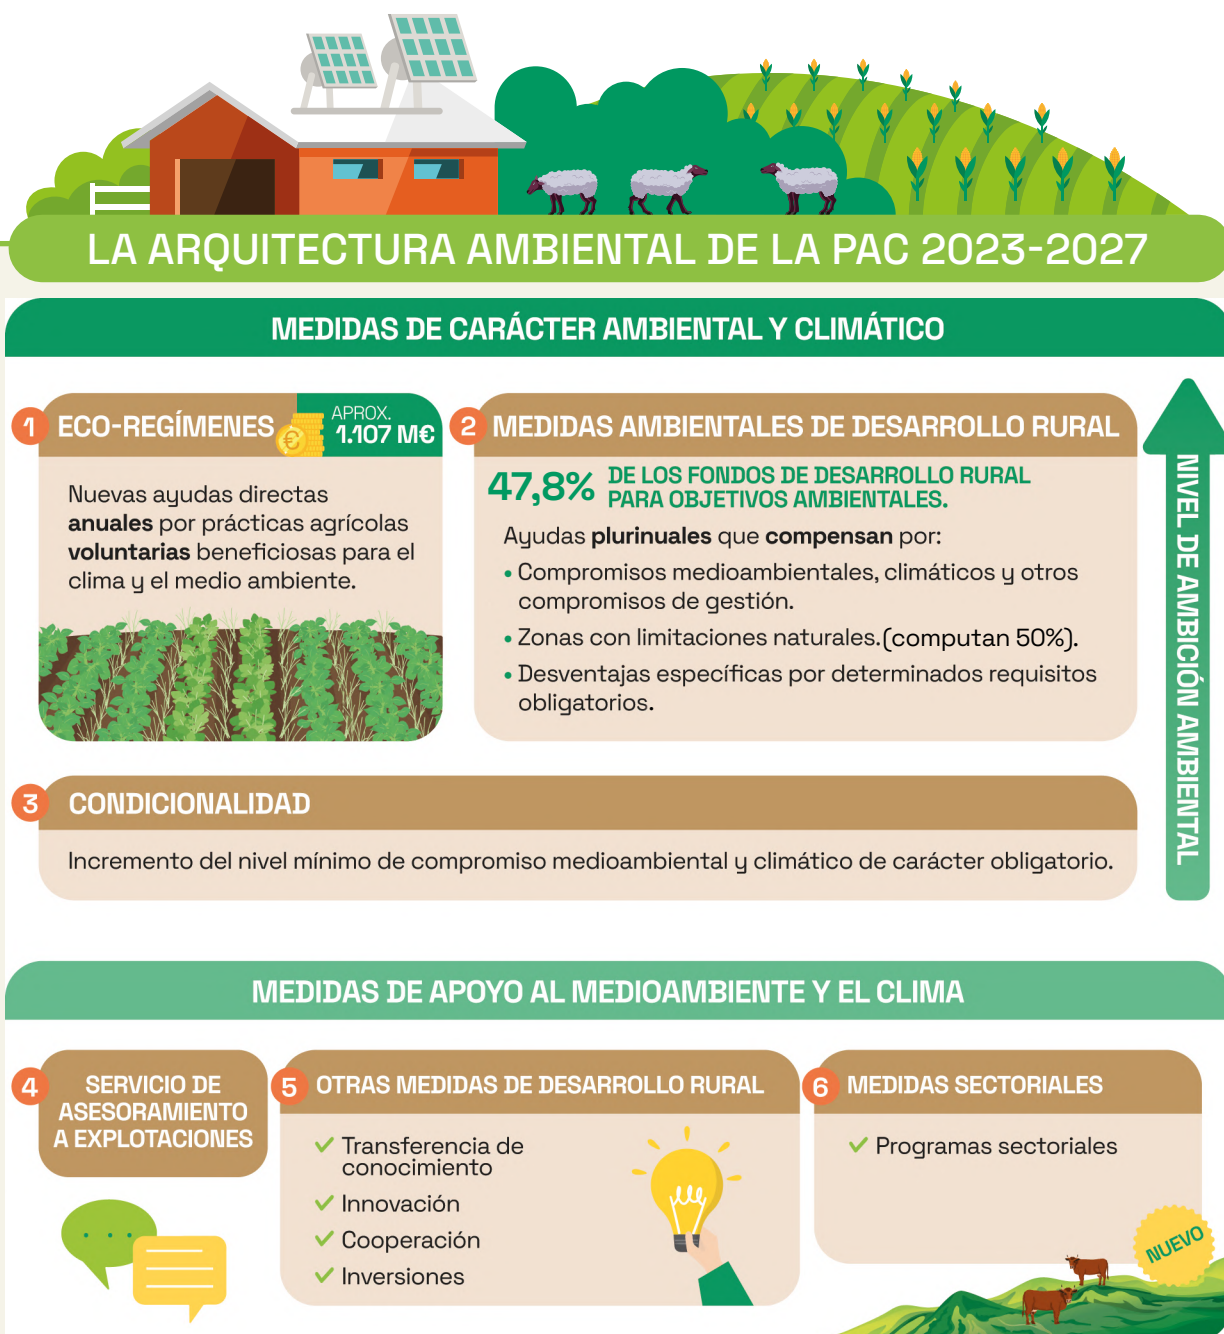 LA ARQUITECTURA AMBIENTAL DE LA PAC 2023-2027
MEDIDAS DE CARÁCTER AMBIENTAL Y CLIMÁTICO
1 ECO-REGÍMENES
APROX.
1.107 M€
Nuevas ayudas directas
anuales por prácticas agrícolas
voluntarias beneficiosas para el
clima y el medio ambiente.
2 MEDIDAS AMBIENTALES DE DESARROLLO RURAL
47,8% DE LOS FONDOS DE DESARROLLO RURAL
PARA OBJETIVOS AMBIENTALES.
Ayudas plurinuales que compensan por:
• Compromisos medioambientales, climáticos y otros
compromisos de gestión.
• Zonas con limitaciones naturales.(computan 50%).
• Desventajas específicas por determinados requisitos
obligatorios.
NIVEL DE AMBICIÓN AMBIENTAL
3 CONDICIONALIDAD
Incremento del nivel mínimo de compromiso medioambiental y climático de carácter obligatorio.
MEDIDAS DE APOYO AL MEDIOAMBIENTE Y EL CLIMA
4 SERVICIO DE
ASESORAMIENTO
A EXPLOTACIONES
5 OTRAS MEDIDAS DE DESARROLLO RURAL
Transferencia de
conocimiento
Innovación
Cooperación
Inversiones
6 MEDIDAS SECTORIALES
Programas sectoriales
NUEVO